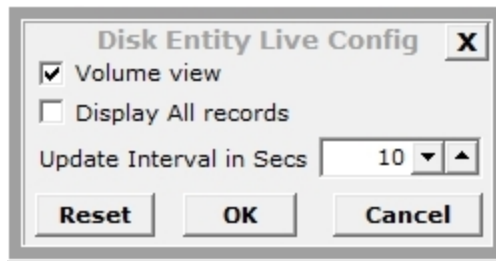 Disk Entity Live Config X
Volume view
Display All records
Update Interval in Secs 10
Reset OK Cancel